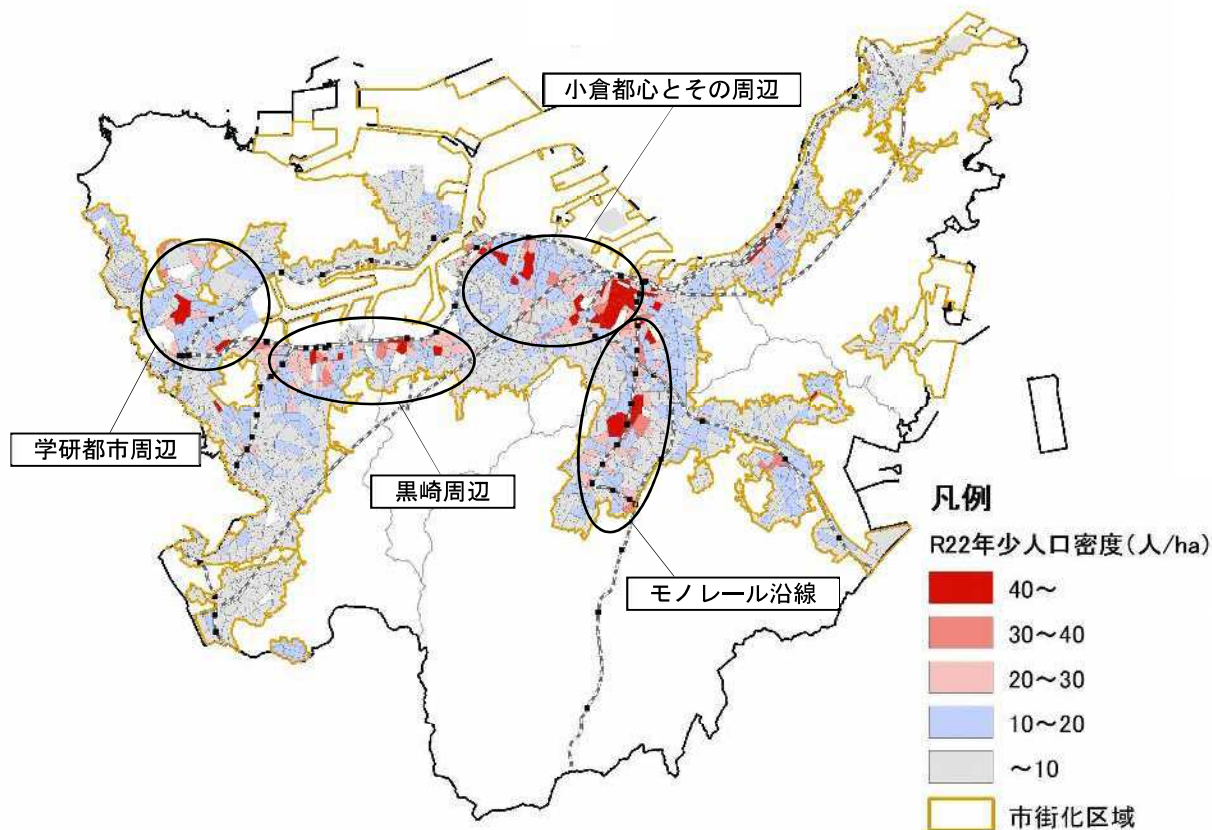 小倉都心とその周辺
学研都市周辺
黒崎周辺
モノレール沿線
凡例
R22年少人口密度(人/ha)
40～
30～40
20～30
10～20
～10
市街化区域